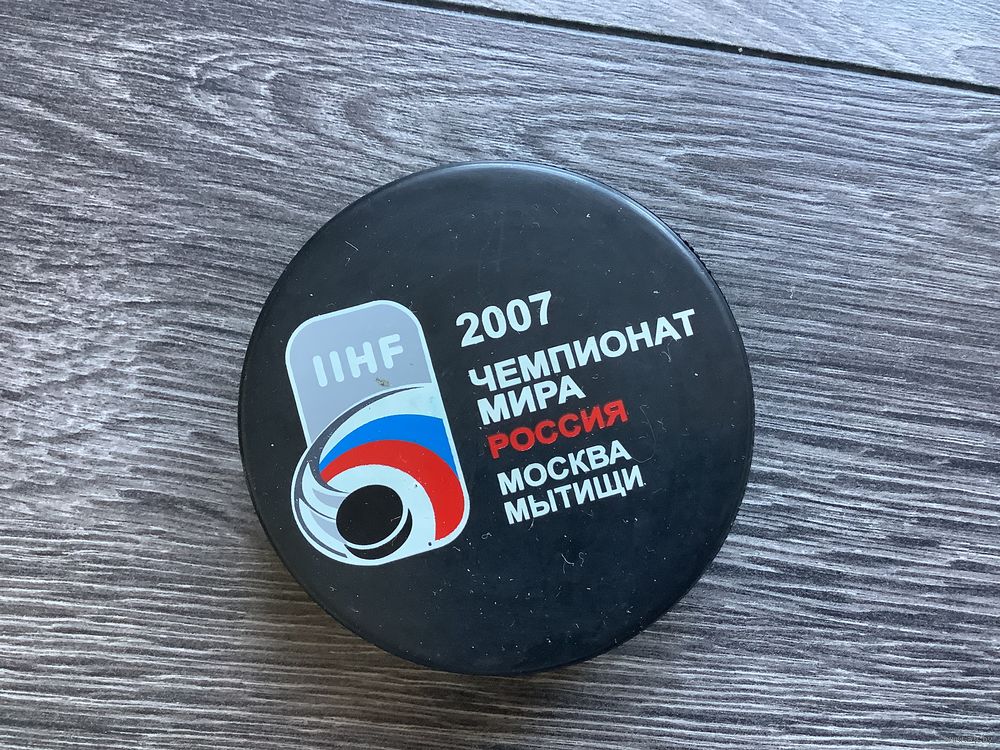 IIHF
2007
ЧЕМПИОНАТ
МИРА
РОССИЯ
МОСКВА
МЫТИЩИ